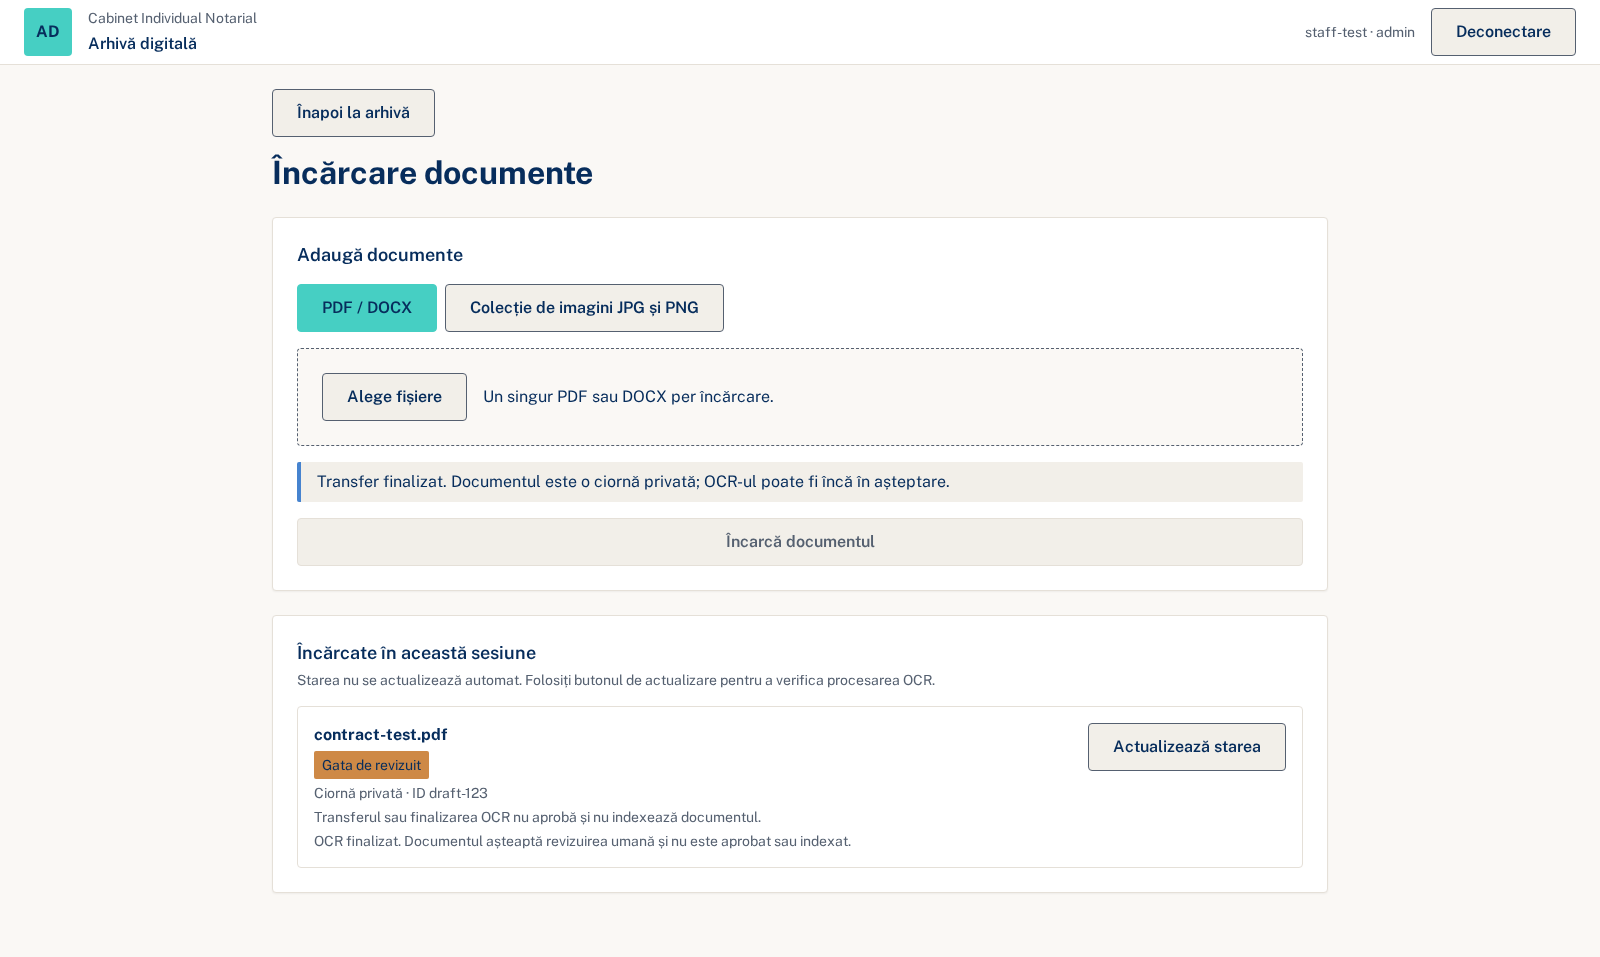 AD
Cabinet Individual Notarial
Arhivă digitală
staff-test · admin
Deconectare
Înapoi la arhivă
Încărcare documente
Adaugă documente
PDF / DOCX
Colecție de imagini JPG și PNG
Alege fișiere
Un singur PDF sau DOCX per încărcare.
Transfer finalizat. Documentul este o ciornă privată; OCR-ul poate fi încă în așteptare.
Încarcă documentul
Încărcate în această sesiune
Starea nu se actualizează automat. Folosiți butonul de actualizare pentru a verifica procesarea OCR.
contract-test.pdf
Actualizează starea
Gata de revizuit
Ciornă privată · ID draft-123
Transferul sau finalizarea OCR nu aprobă și nu indexează documentul.
OCR finalizat. Documentul așteaptă revizuirea umană și nu este aprobat sau indexat.